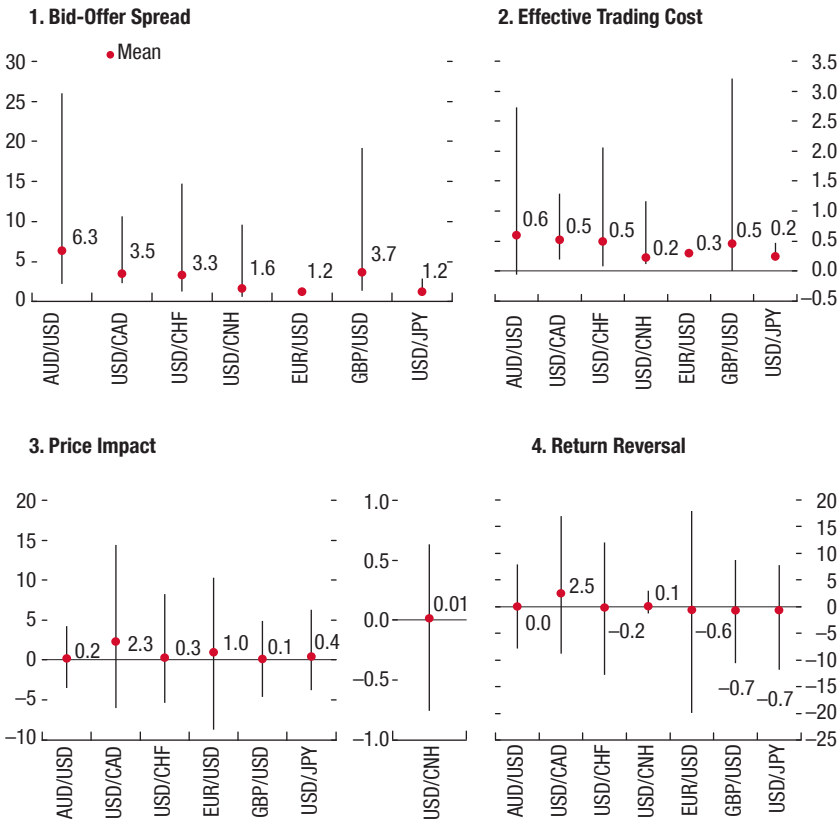 1. Bid-Offer Spread
Mean
30
25
20
15
10
5
0
6.3
3.5
3.3
1.6
1.2
3.7
1.2
AUD/USD
USD/CAD
USD/CHF
USD/CNH
EUR/USD
GBP/USD
USD/JPY
2. Effective Trading Cost
3.5
3.0
2.5
2.0
1.5
1.0
0.5
0.0
−0.5
0.6
0.5
0.5
0.2
0.3
0.5
0.2
AUD/USD
USD/CAD
USD/CHF
USD/CNH
EUR/USD
GBP/USD
USD/JPY
3. Price Impact
20
15
10
5
0
−5
−10
0.2
2.3
0.3
1.0
0.1
0.4
AUD/USD
USD/CAD
USD/CHF
EUR/USD
GBP/USD
USD/JPY
1.0
0.5
0.0
−0.5
−1.0
0.01
USD/CNH
4. Return Reversal
20
15
10
5
0
−5
−10
−15
−20
−25
0.0
2.5
−0.2
0.1
−0.6
−0.7
−0.7
AUD/USD
USD/CAD
USD/CHF
USD/CNH
EUR/USD
GBP/USD
USD/JPY